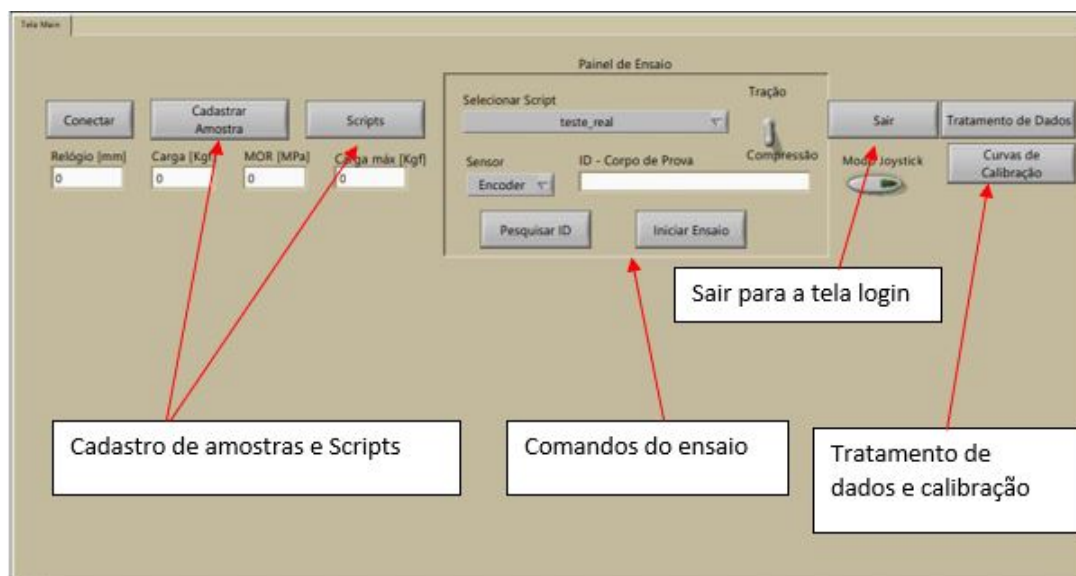 Tela Main
Painel de Ensaio
Conectar
Cadastrar
Amostra
Scripts
Selecionar Script
teste_real
Tração
Compressão
Sair
Tratamento de Dados
Relógio [mm]
0
Carga [Kgf]
0
MOR [MPa]
0
Carga máx [Kgf]
0
Sensor
Encoder
ID - Corpo de Prova
Modo Joystick
Curvas de
Calibração
Pesquisar ID
Iniciar Ensaio
Sair para a tela login
Cadastro de amostras e Scripts
Comandos do ensaio
Tratamento de
dados e calibração